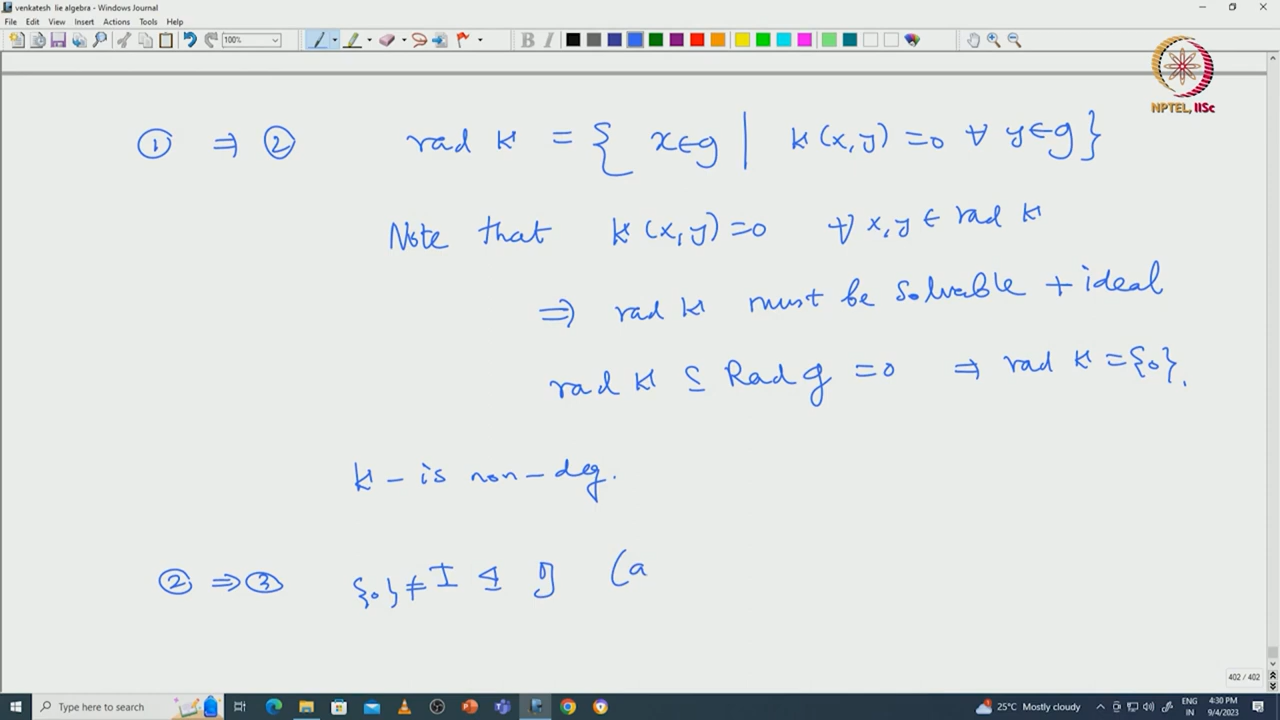 venkatesh lie algebra - Windows Journal
File Edit View Insert Actions Tools Help
100%
B I
NPTEL, IISc
① ⇒ ② rad κ = { x∈g | κ(x,y) = 0 ∀ y∈g }
Note that κ(x,y) = 0 ∀ x,y ∈ rad κ
⇒ rad κ must be solvable + ideal
rad κ ⊆ Rad g = 0 ⇒ rad κ = {0}.
κ - is non-deg.
② ⇒ ③ {0} ≠ I ⊴ g (a
402 / 402
Type here to search
25°C Mostly cloudy
ENG
IN
4:30 PM
9/4/2023